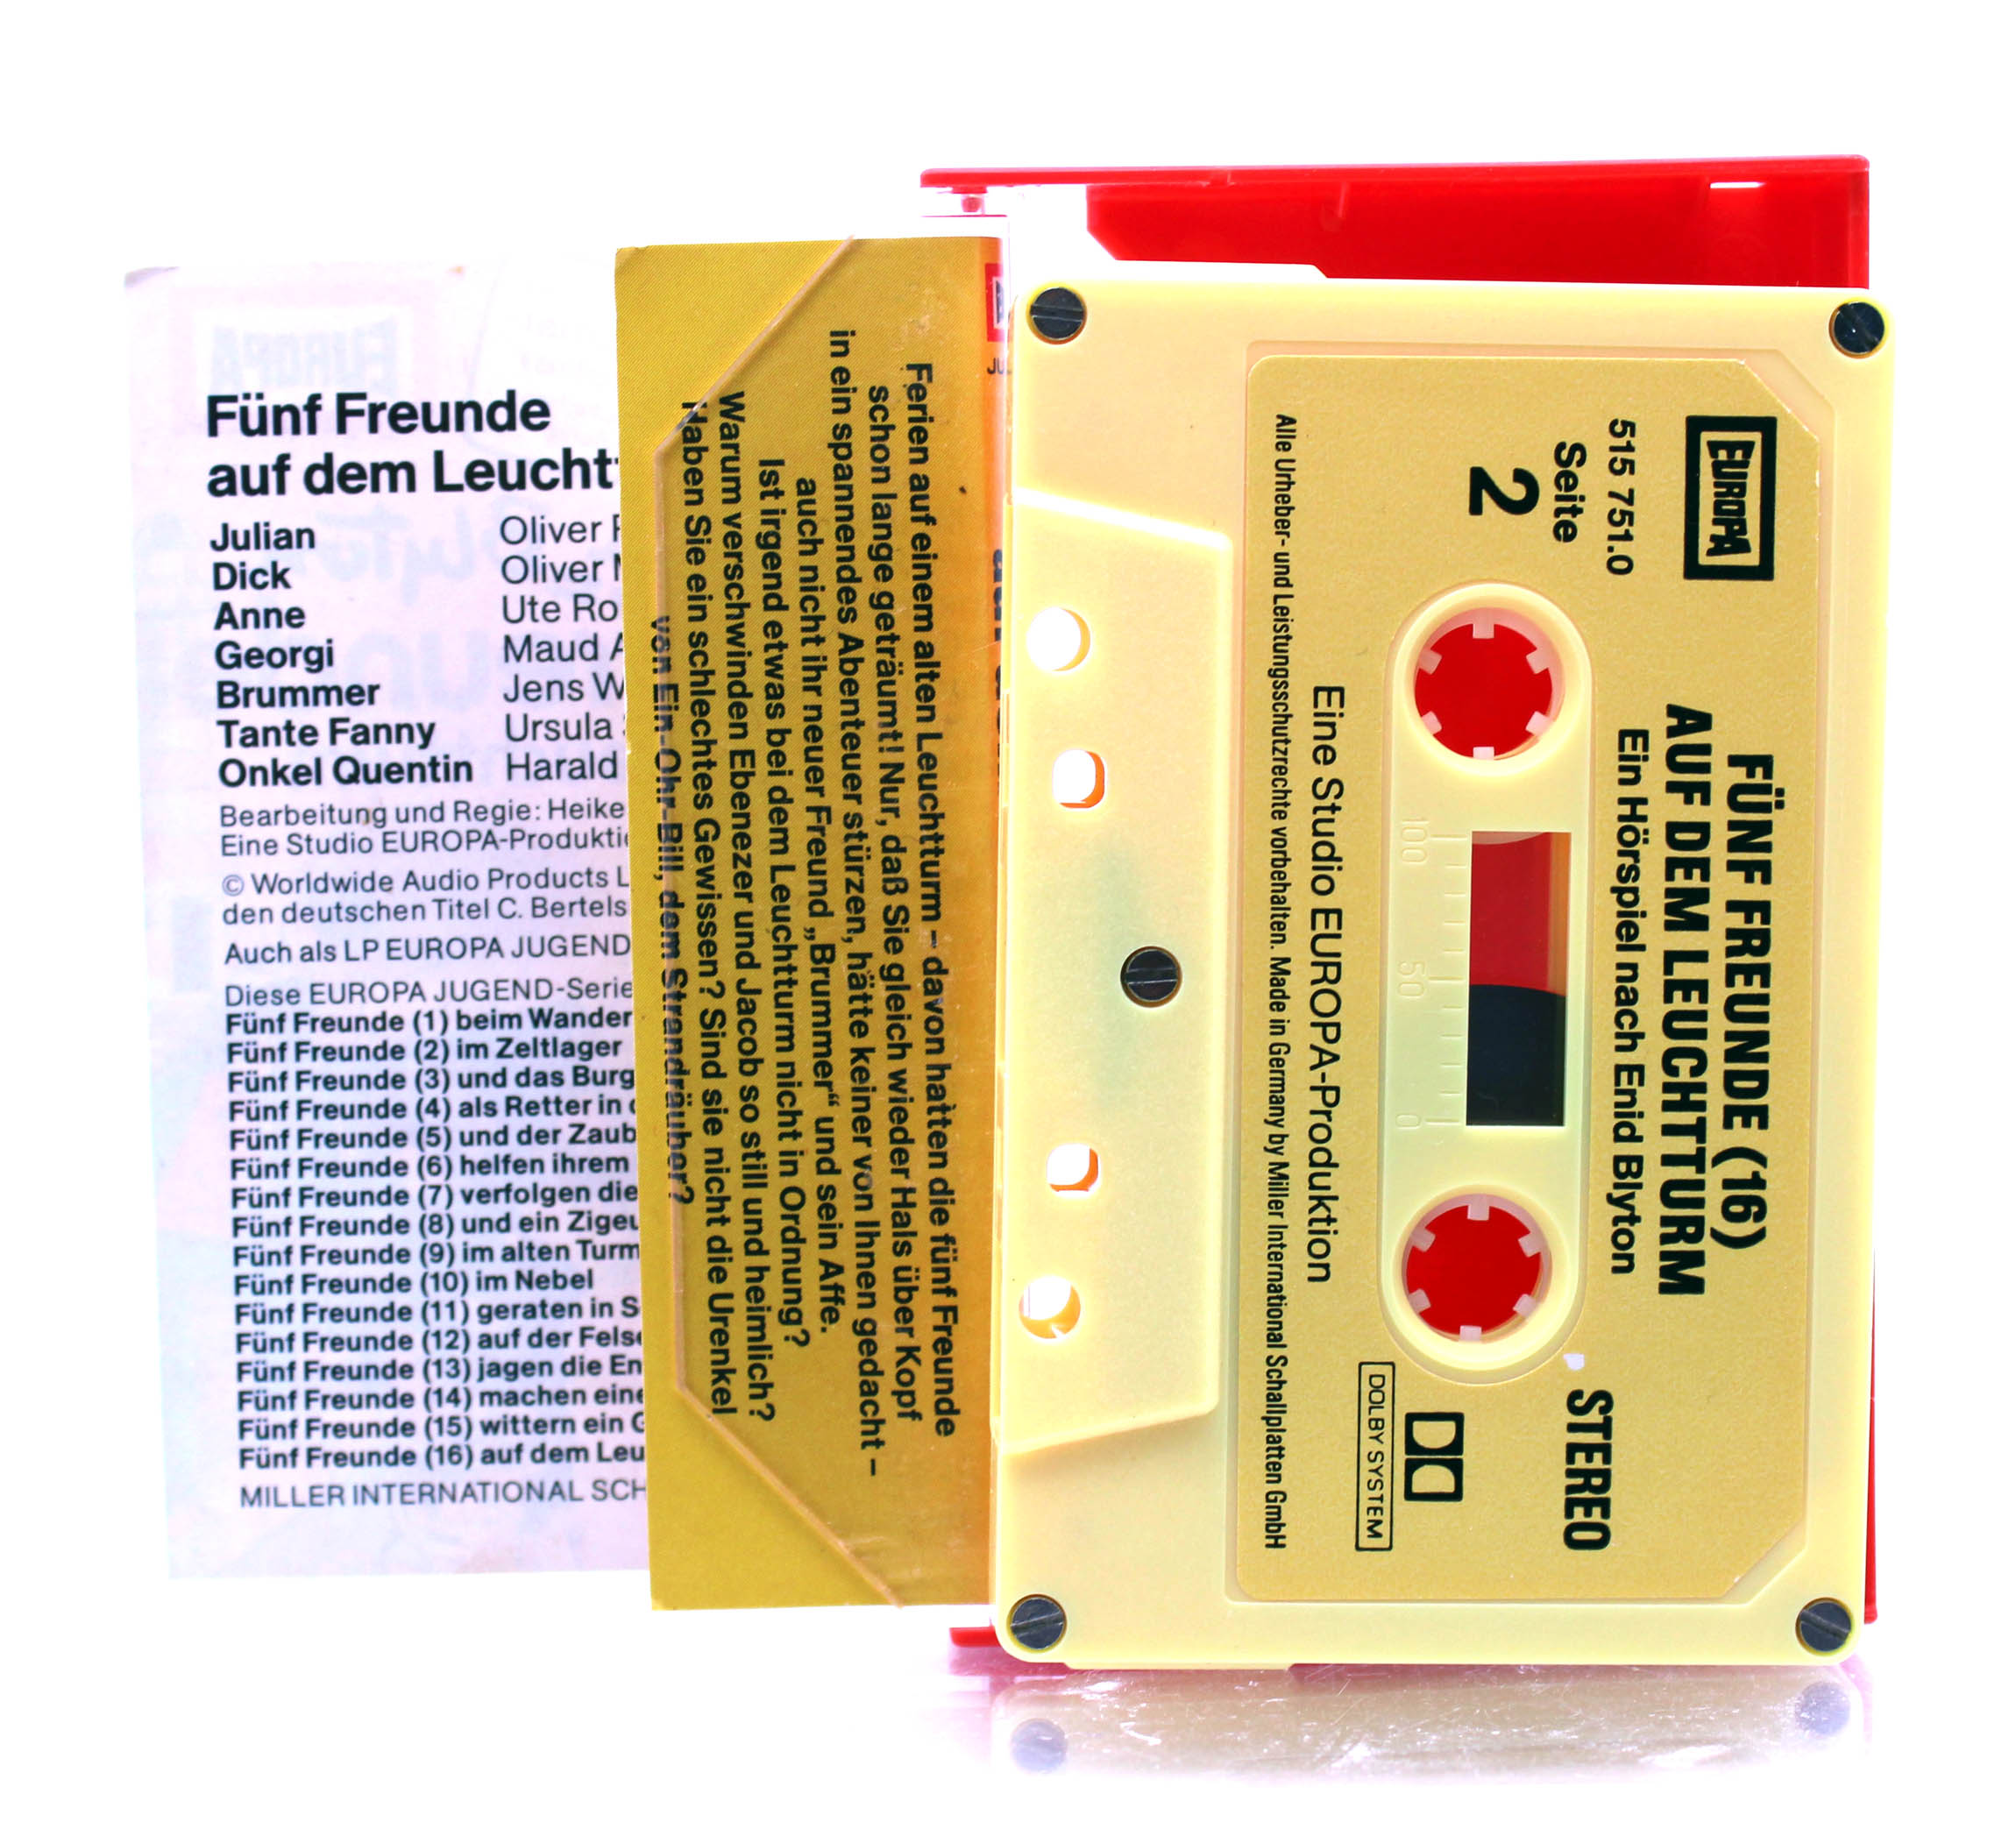 EUROPA
Fünf Freunde
auf dem Leucht
Julian Oliver
Dick Oliver
Anne Ute Ro
Georgi Maud A
Brummer Jens W
Tante Fanny Ursula
Onkel Quentin Harald
Bearbeitung und Regie: Heike
Eine Studio EUROPA-Produkti
© Worldwide Audio Products L
den deutschen Titel C. Bertels
Auch als LP EUROPA JUGEND
Diese EUROPA JUGEND-Serie
Fünf Freunde (1) beim Wander
Fünf Freunde (2) im Zeltlager
Fünf Freunde (3) und das Burg
Fünf Freunde (4) als Retter in
Fünf Freunde (5) und der Zaub
Fünf Freunde (6) helfen ihrem
Fünf Freunde (7) verfolgen die
Fünf Freunde (8) und ein Zigeu
Fünf Freunde (9) im alten Turm
Fünf Freunde (10) im Nebel
Fünf Freunde (11) geraten in S
Fünf Freunde (12) auf der Felse
Fünf Freunde (13) jagen die En
Fünf Freunde (14) machen eine
Fünf Freunde (15) wittern ein G
Fünf Freunde (16) auf dem Leu
MILLER INTERNATIONAL SCH
Ferien auf einem alten Leuchtturm – davon hatten die fünf Freunde
schon lange geträumt! Nur, daß Sie gleich wieder Hals über Kopf
in ein spannendes Abenteuer stürzen, hätte keiner von Ihnen gedacht –
auch nicht ihr neuer Freund „Brummer“ und sein Affe.
Ist irgend etwas bei dem Leuchtturm nicht in Ordnung?
Warum verschwinden Ebenezer und Jacob so still und heimlich?
Haben Sie ein schlechtes Gewissen? Sind sie nicht die Urenkel
von Ein-Ohr-Bill, dem Strandräuber?
EUROPA
515 751.0
Seite
2
FÜNF FREUNDE (16)
AUF DEM LEUCHTTURM
Ein Hörspiel nach Enid Blyton
STEREO
100 50 0
DOLBY SYSTEM
Eine Studio EUROPA-Produktion
Alle Urheber- und Leistungsschutzrechte vorbehalten. Made in Germany by Miller International Schallplatten GmbH